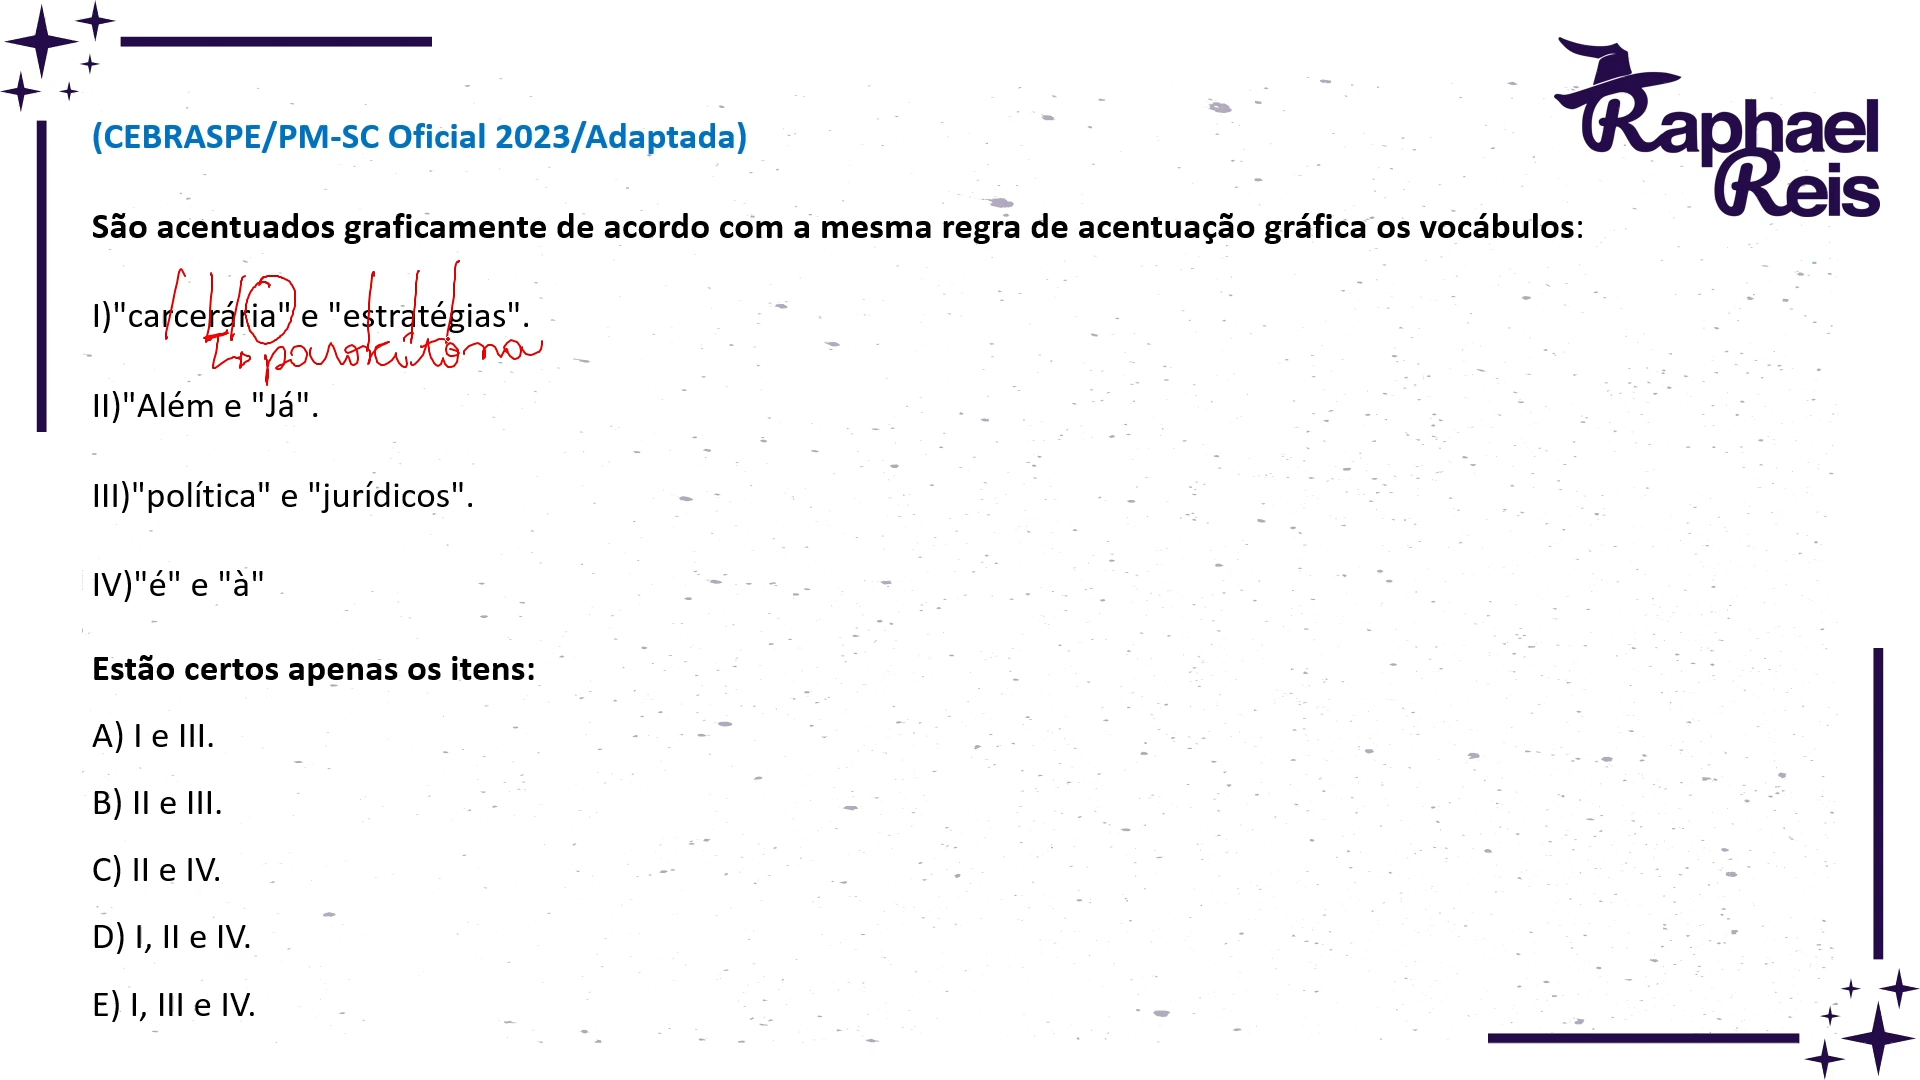 (CEBRASPE/PM-SC Oficial 2023/Adaptada)
Raphael
Reis
São acentuados graficamente de acordo com a mesma regra de acentuação gráfica os vocábulos:
I)"carcerária" e "estratégias".
paroxítona
II)"Além e "Já".
III)"política" e "jurídicos".
IV)"é" e "à"
Estão certos apenas os itens:
A) I e III.
B) II e III.
C) II e IV.
D) I, II e IV.
E) I, III e IV.